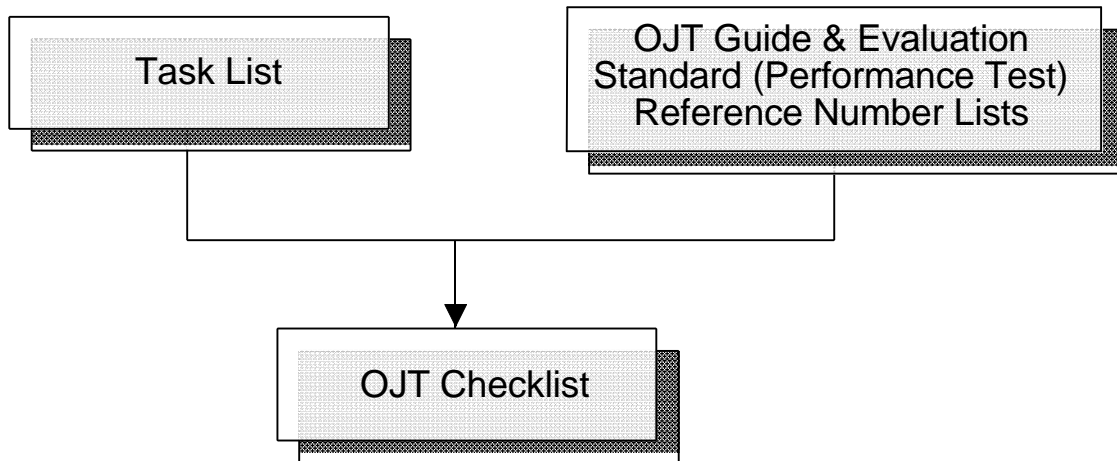 Task List
OJT Guide & Evaluation
Standard (Performance Test)
Reference Number Lists
OJT Checklist